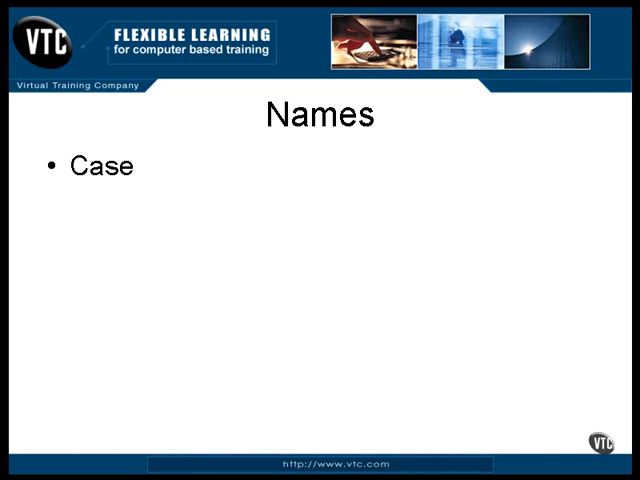 VTC
FLEXIBLE LEARNING
for computer based training
Virtual Training Company
Names
• Case
VTC
http://www.vtc.com